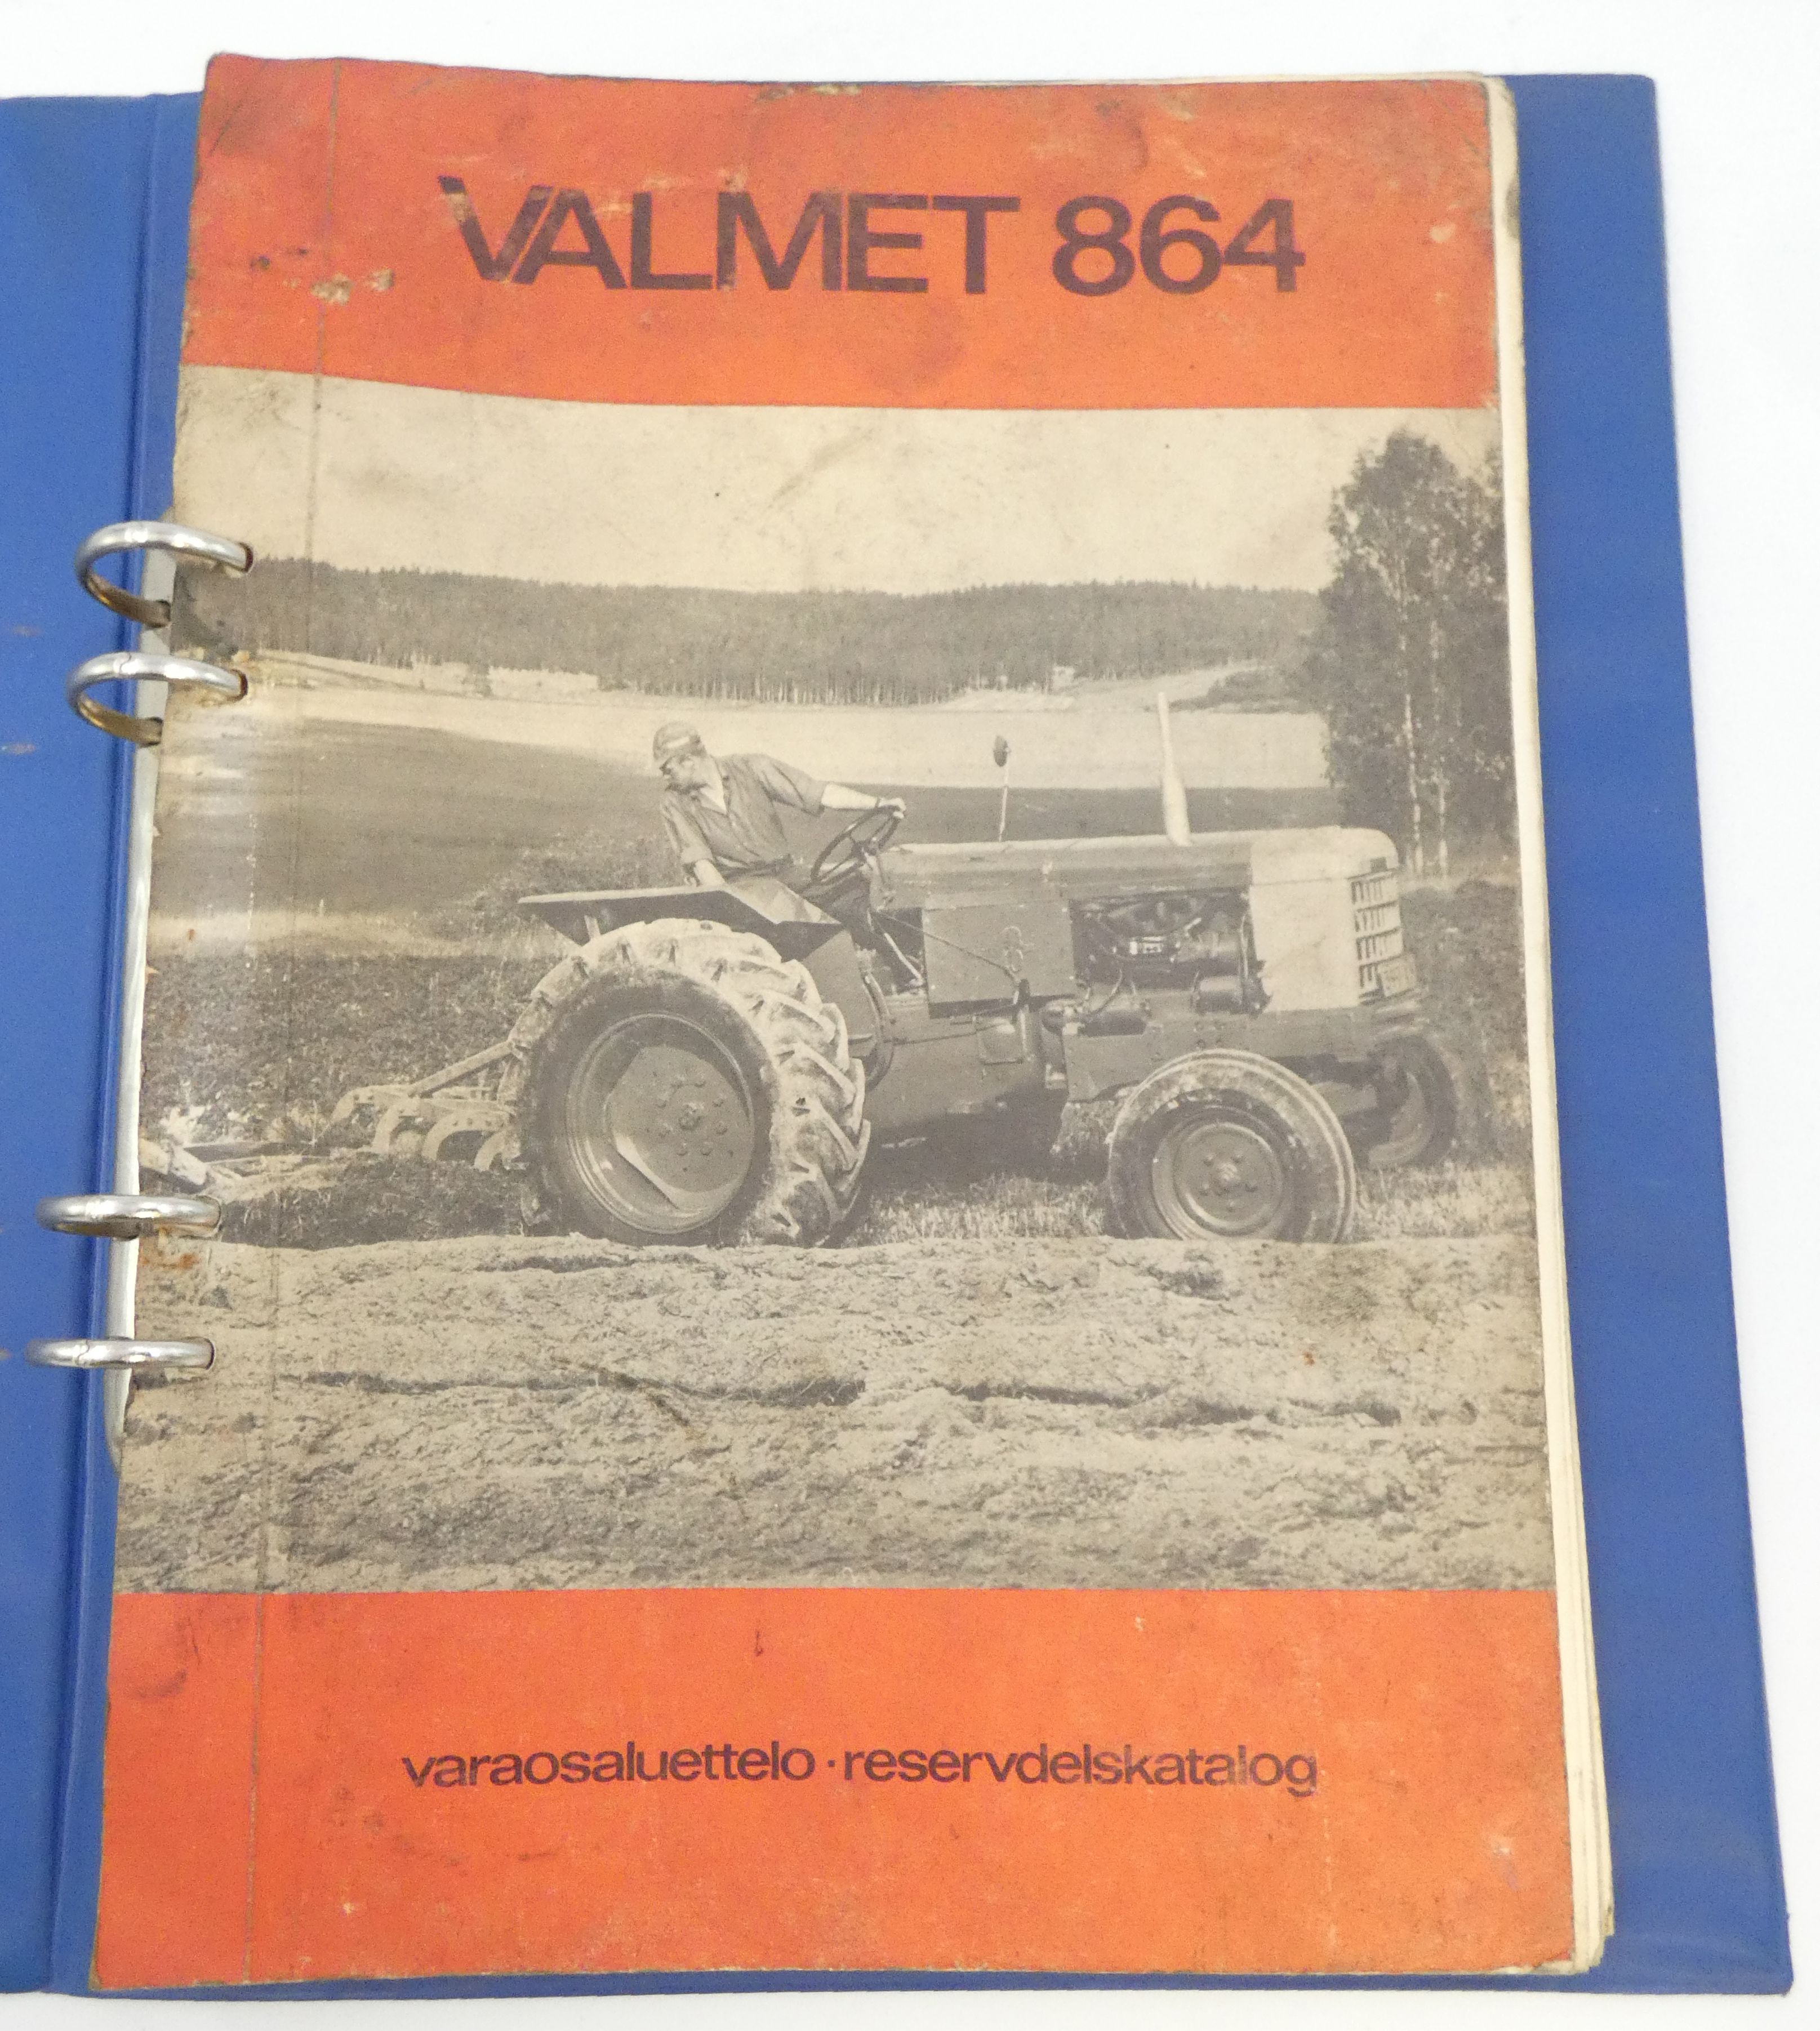 VALMET 864
varaosaluettelo · reservdelskatalog